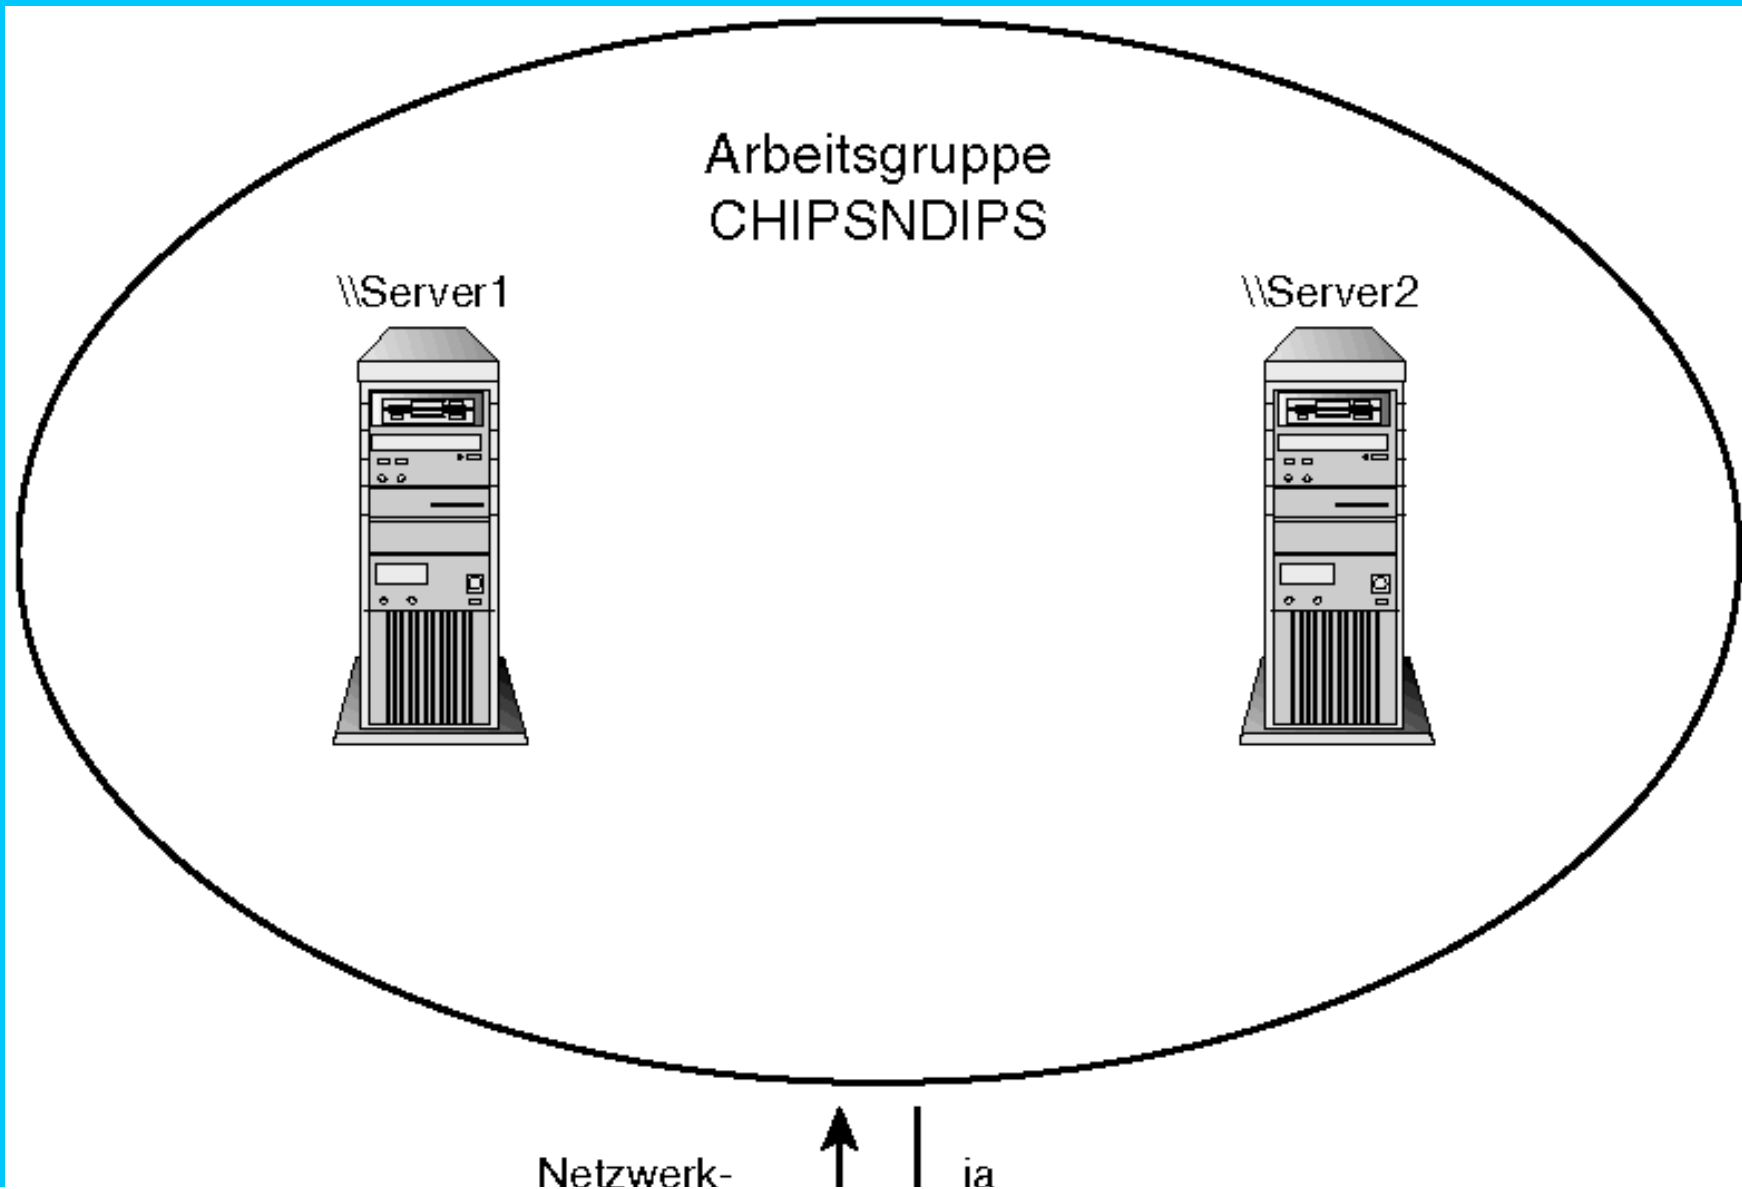 Arbeitsgruppe
CHIPSNDIPS
\\Server1
\\Server2
Netzwerk-
ja